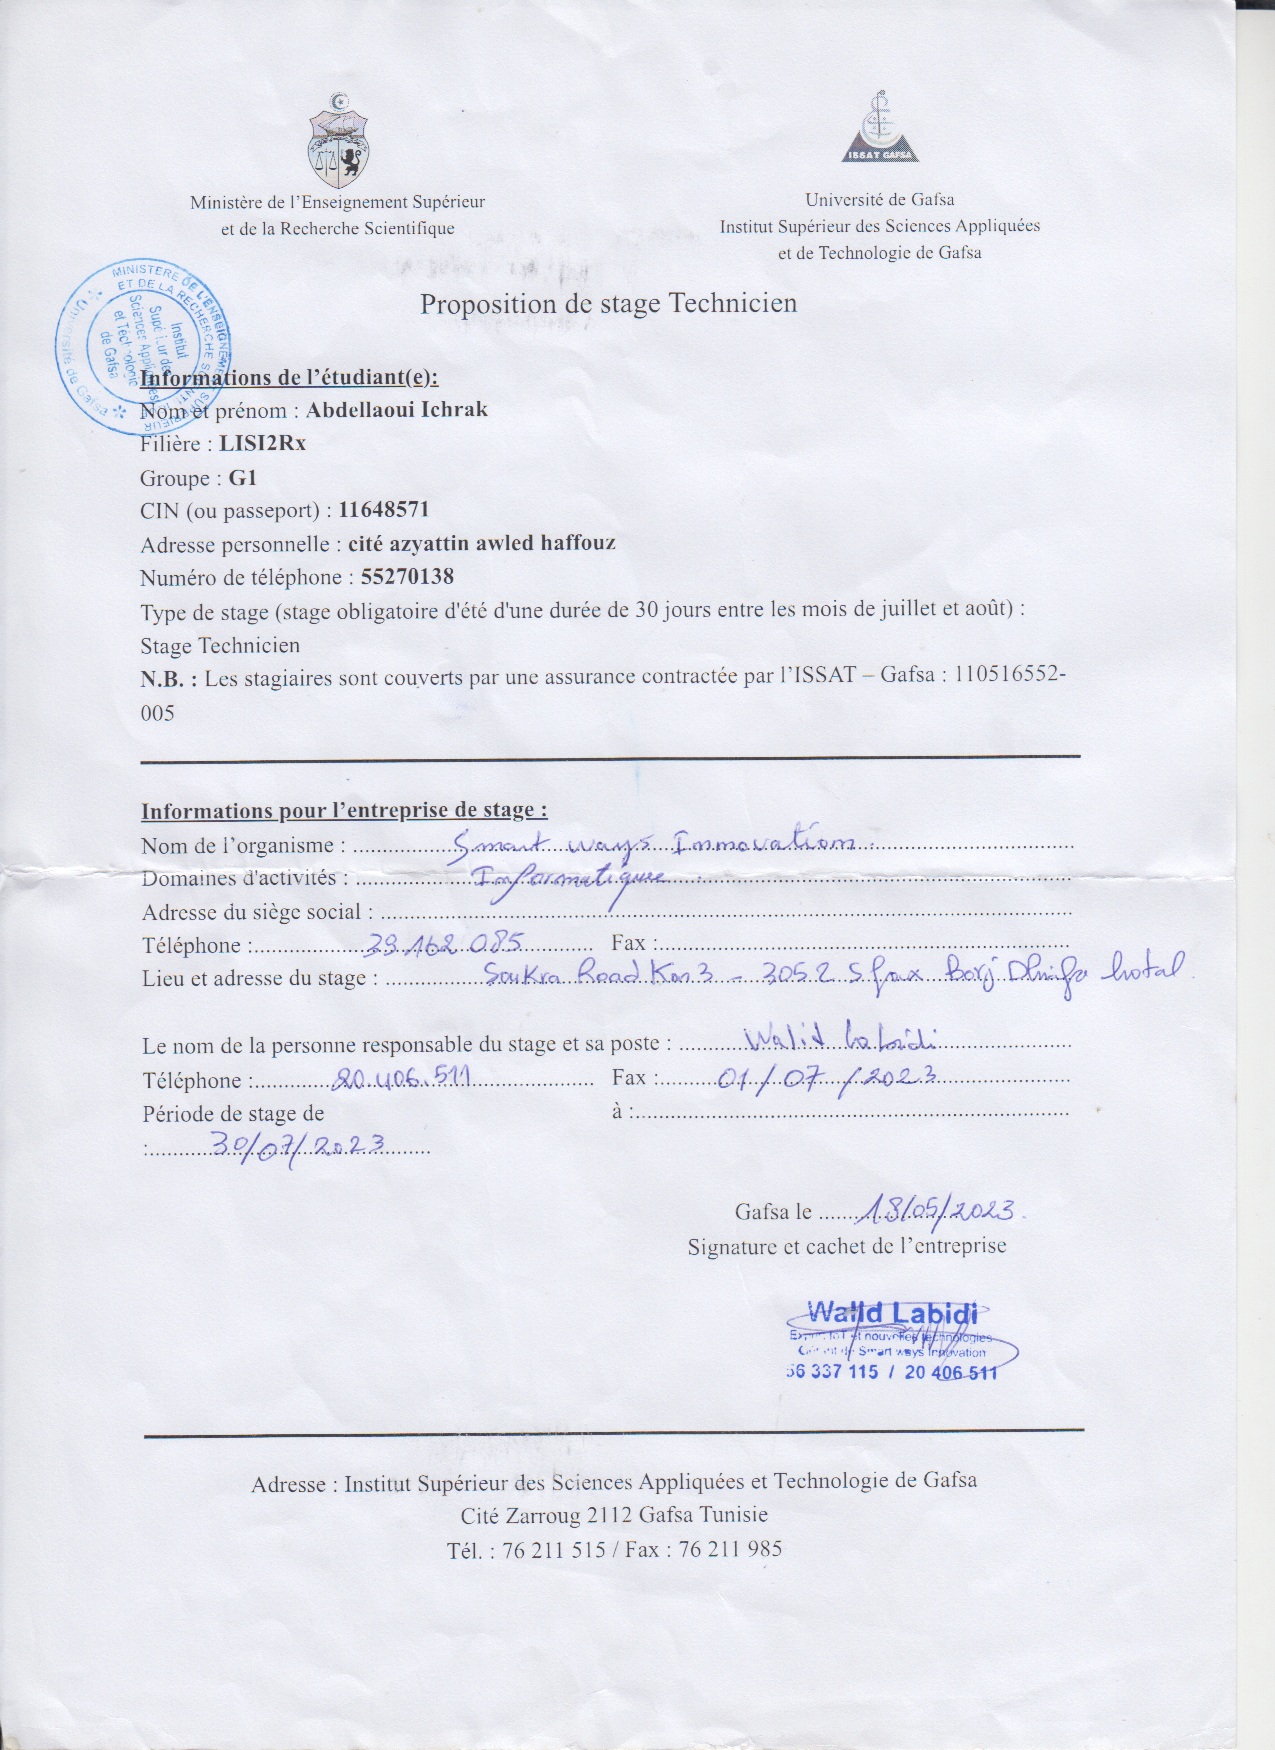 ISSAT GAFSA
Ministère de l'Enseignement Supérieur
et de la Recherche Scientifique
Université de Gafsa
Institut Supérieur des Sciences Appliquées
et de Technologie de Gafsa
MINISTERE DE L'ENSEIGNEMENT SUPERIEUR
ET DE LA RECHERCHE
Université de Gafsa
Institut
Sciences
de Gafsa
Proposition de stage Technicien
Informations de l'étudiant(e):
Nom et prénom : Abdellaoui Ichrak
Filière : LISI2Rx
Groupe : G1
CIN (ou passeport) : 11648571
Adresse personnelle : cité azyattin awled haffouz
Numéro de téléphone : 55270138
Type de stage (stage obligatoire d'été d'une durée de 30 jours entre les mois de juillet et août) :
Stage Technicien
N.B. : Les stagiaires sont couverts par une assurance contractée par l'ISSAT – Gafsa : 110516552-
005
Informations pour l'entreprise de stage :
Nom de l'organisme : Smart ways Innovation
Domaines d'activités : Informatique
Adresse du siège social :
Téléphone : 29.162.085 Fax :
Lieu et adresse du stage : Soukra Road Km 3 - 3052 Sfax Borj Dhiafa hotal
Le nom de la personne responsable du stage et sa poste : Walid Labidi
Téléphone : 20.406.511 Fax : 01/07/2023
Période de stage de à :
: 30/07/2023
Gafsa le 18/05/2023
Signature et cachet de l'entreprise
Walid Labidi
Expert IoT et nouvelles technologies
Gérant de Smart ways Innovation
56 337 115 / 20 406 511
Adresse : Institut Supérieur des Sciences Appliquées et Technologie de Gafsa
Cité Zarroug 2112 Gafsa Tunisie
Tél. : 76 211 515 / Fax : 76 211 985